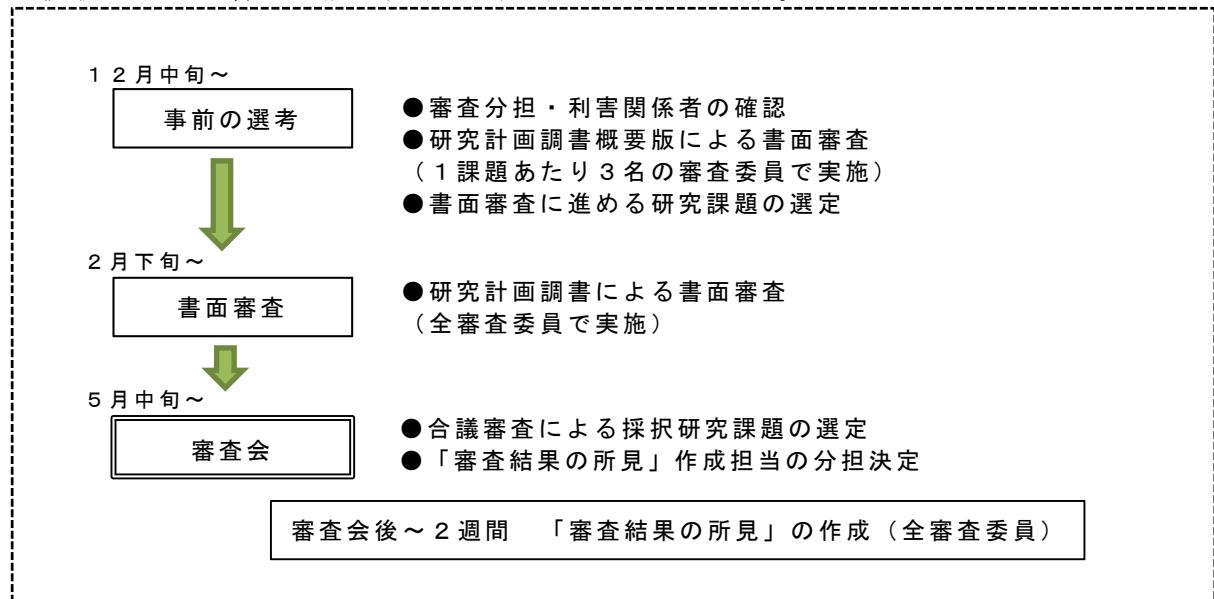 １２月中旬～
事前の選考
●審査分担・利害関係者の確認
●研究計画調書概要版による書面審査
（１課題あたり３名の審査委員で実施）
●書面審査に進める研究課題の選定
２月下旬～
書面審査
●研究計画調書による書面審査
（全審査委員で実施）
５月中旬～
審査会
●合議審査による採択研究課題の選定
●「審査結果の所見」作成担当の分担決定
審査会後～２週間　「審査結果の所見」の作成（全審査委員）